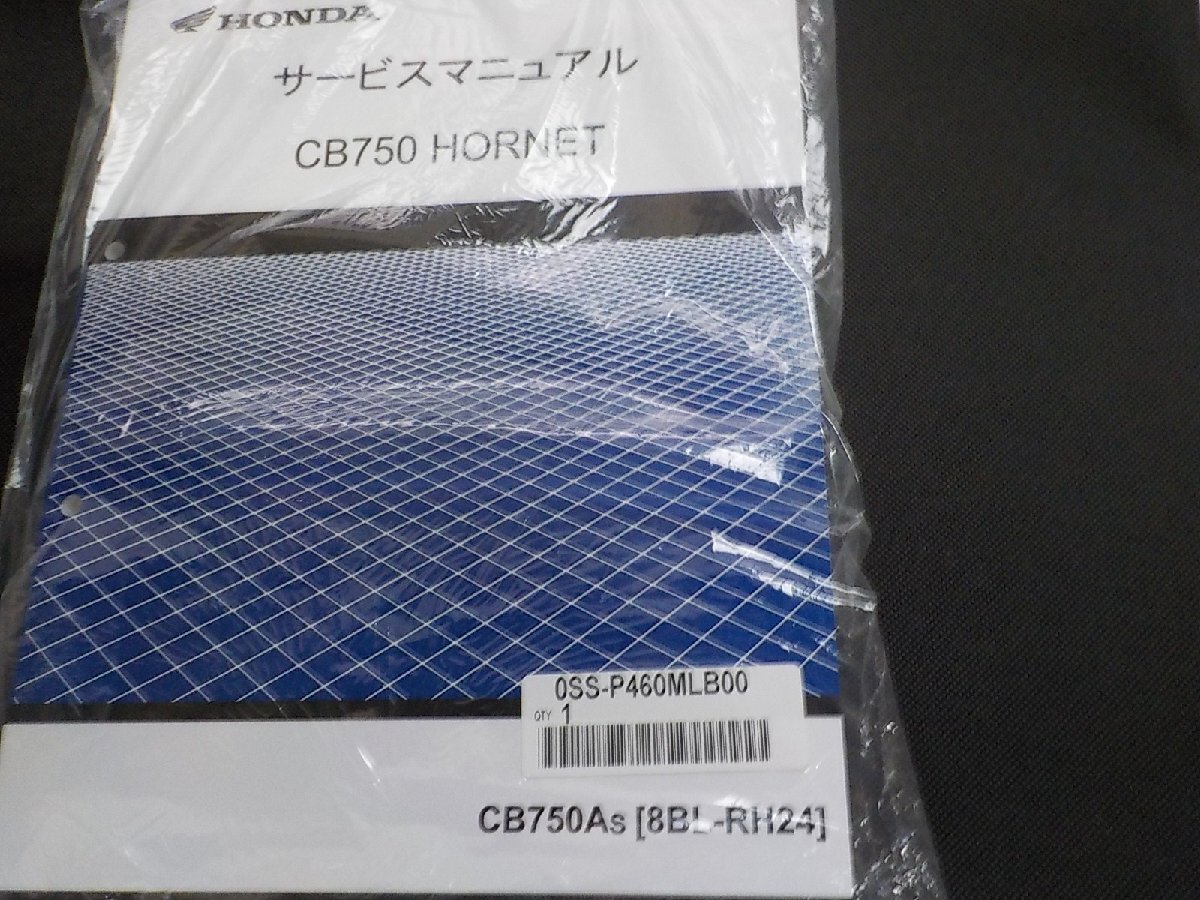 HONDA
サービスマニュアル
CB750 HORNET
0SS-P460MLB00
QTY 1
CB750As [8BL-RH24]